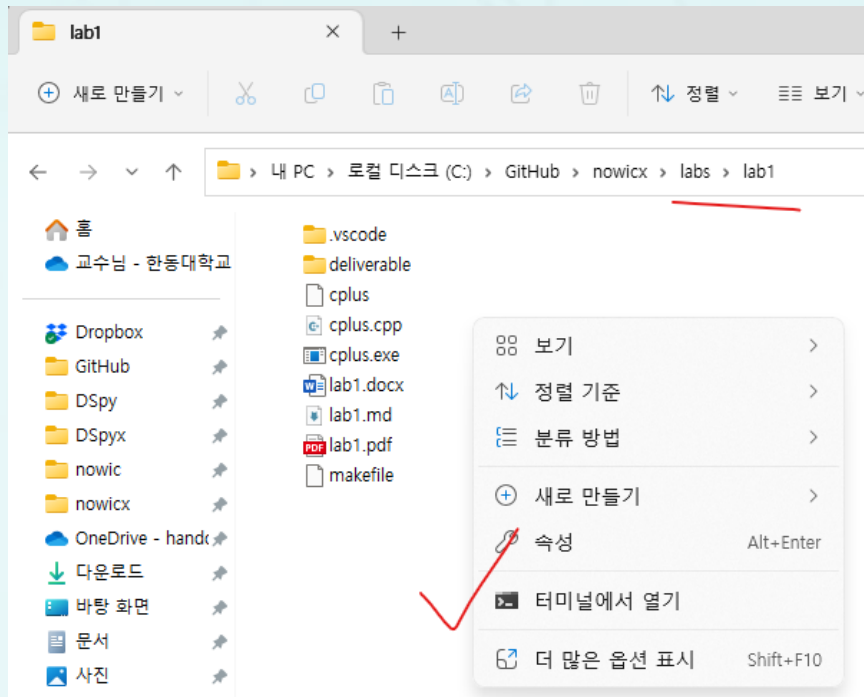 lab1
새로 만들기
정렬
보기
내 PC > 로컬 디스크 (C:) > GitHub > nowicx > labs > lab1
홈
교수님 - 한동대학교
Dropbox
GitHub
DSpy
DSpyx
nowic
nowicx
OneDrive - handc
다운로드
바탕 화면
문서
사진
.vscode
deliverable
cplus
cplus.cpp
cplus.exe
lab1.docx
lab1.md
PDF lab1.pdf
makefile
보기
정렬 기준
분류 방법
새로 만들기
속성 Alt+Enter
터미널에서 열기
더 많은 옵션 표시 Shift+F10